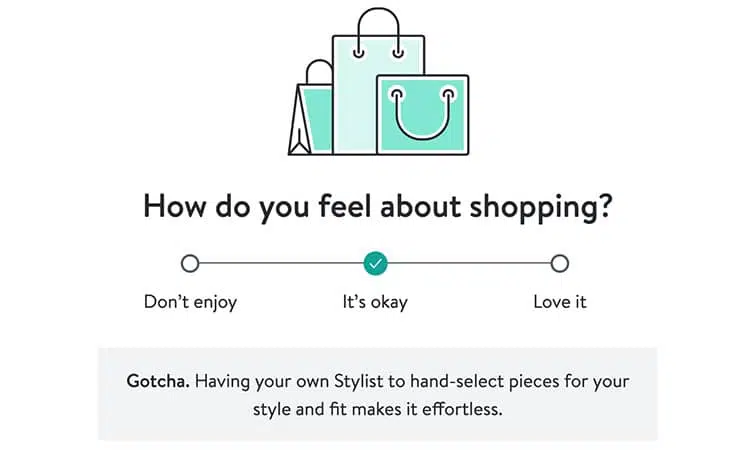 How do you feel about shopping?
Don't enjoy
It's okay
Love it
Gotcha. Having your own Stylist to hand-select pieces for your
style and fit makes it effortless.